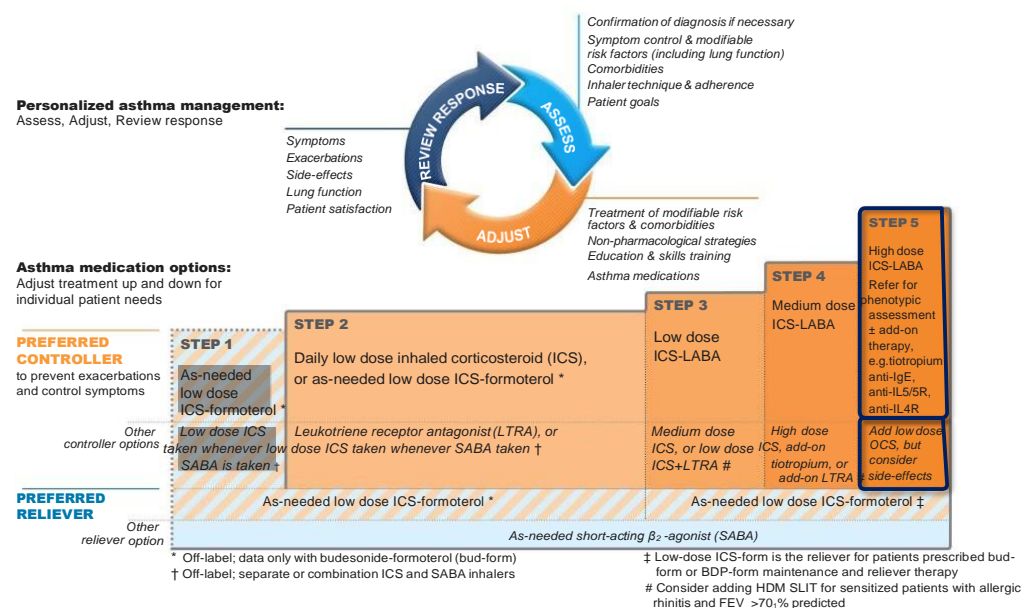 Confirmation of diagnosis if necessary
Symptom control & modifiable
risk factors (including lung function)
Comorbidities
Inhaler technique & adherence
Patient goals
Personalized asthma management:
Assess, Adjust, Review response
REVIEW RESPONSE
ASSESS
ADJUST
Symptoms
Exacerbations
Side-effects
Lung function
Patient satisfaction
Treatment of modifiable risk
factors & comorbidities
Non-pharmacological strategies
Education & skills training
Asthma medications
Asthma medication options:
Adjust treatment up and down for
individual patient needs
PREFERRED
CONTROLLER
to prevent exacerbations
and control symptoms
STEP 1
As-needed
low dose
ICS-formoterol *
STEP 2
Daily low dose inhaled corticosteroid (ICS),
or as-needed low dose ICS-formoterol *
STEP 3
Low dose
ICS-LABA
STEP 4
Medium dose
ICS-LABA
STEP 5
High dose
ICS-LABA
Refer for
phenotypic
assessment
± add-on
therapy,
e.g.tiotropium,
anti-IgE,
anti-IL5/5R,
anti-IL4R
Other
controller options
Low dose ICS
taken whenever
SABA is taken †
Leukotriene receptor antagonist (LTRA), or
low dose ICS taken whenever SABA taken †
Medium dose
ICS, or low dose
ICS+LTRA #
High dose
ICS, add-on
tiotropium, or
add-on LTRA #
Add low dose
OCS, but
consider
side-effects
PREFERRED
RELIEVER
As-needed low dose ICS-formoterol *
As-needed low dose ICS-formoterol ‡
Other
reliever option
As-needed short-acting β2 -agonist (SABA)
* Off-label; data only with budesonide-formoterol (bud-form)
† Off-label; separate or combination ICS and SABA inhalers
‡ Low-dose ICS-form is the reliever for patients prescribed bud-
form or BDP-form maintenance and reliever therapy
# Consider adding HDM SLIT for sensitized patients with allergic
rhinitis and FEV >70₁% predicted